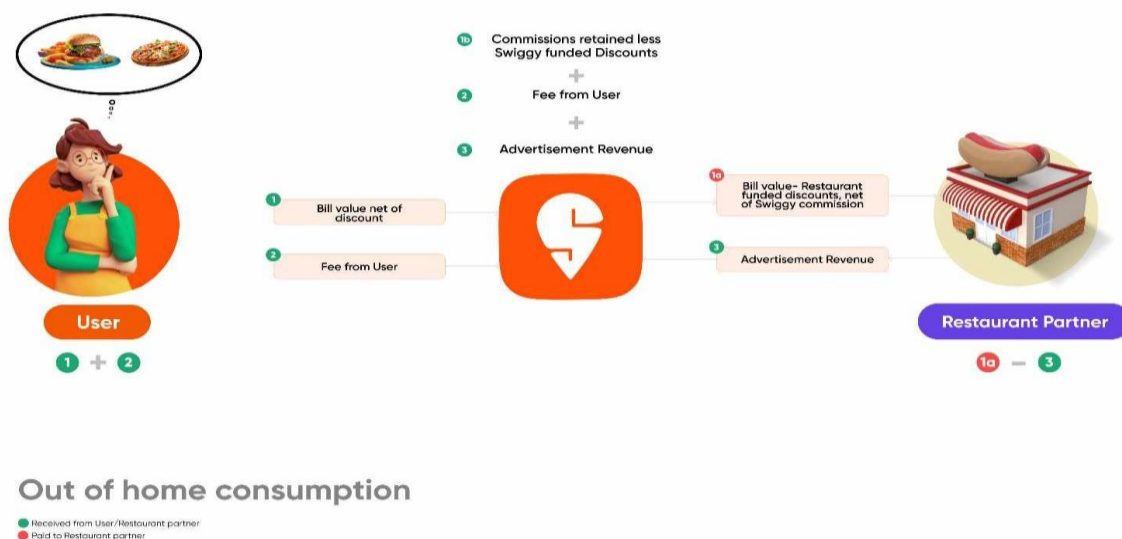 1b Commissions retained less
Swiggy funded Discounts
+
2 Fee from User
+
3 Advertisement Revenue
1 Bill value net of
discount
2 Fee from User
1a Bill value- Restaurant
funded discounts, net
of Swiggy commission
3 Advertisement Revenue
User
1 + 2
Restaurant Partner
1a - 3
Out of home consumption
Received from User/Restaurant partner
Paid to Restaurant partner